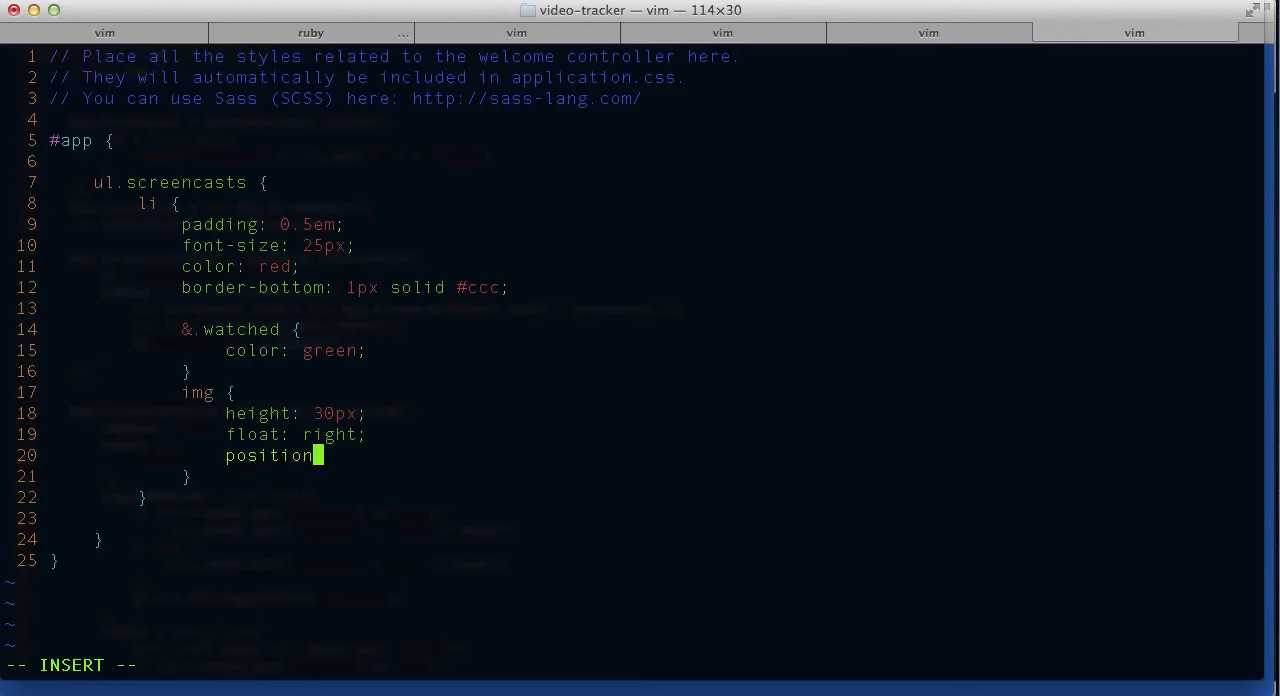 video-tracker — vim — 114×30
vim ruby ... vim vim vim vim
1 // Place all the styles related to the welcome controller here.
2 // They will automatically be included in application.css.
3 // You can use Sass (SCSS) here: http://sass-lang.com/
4
5 #app {
6
7 ul.screencasts {
8 li {
9 padding: 0.5em;
10 font-size: 25px;
11 color: red;
12 border-bottom: 1px solid #ccc;
13
14 &.watched {
15 color: green;
16 }
17 img {
18 height: 30px;
19 float: right;
20 position
21 }
22 }
23
24 }
25 }
~
~
~
~
-- INSERT --